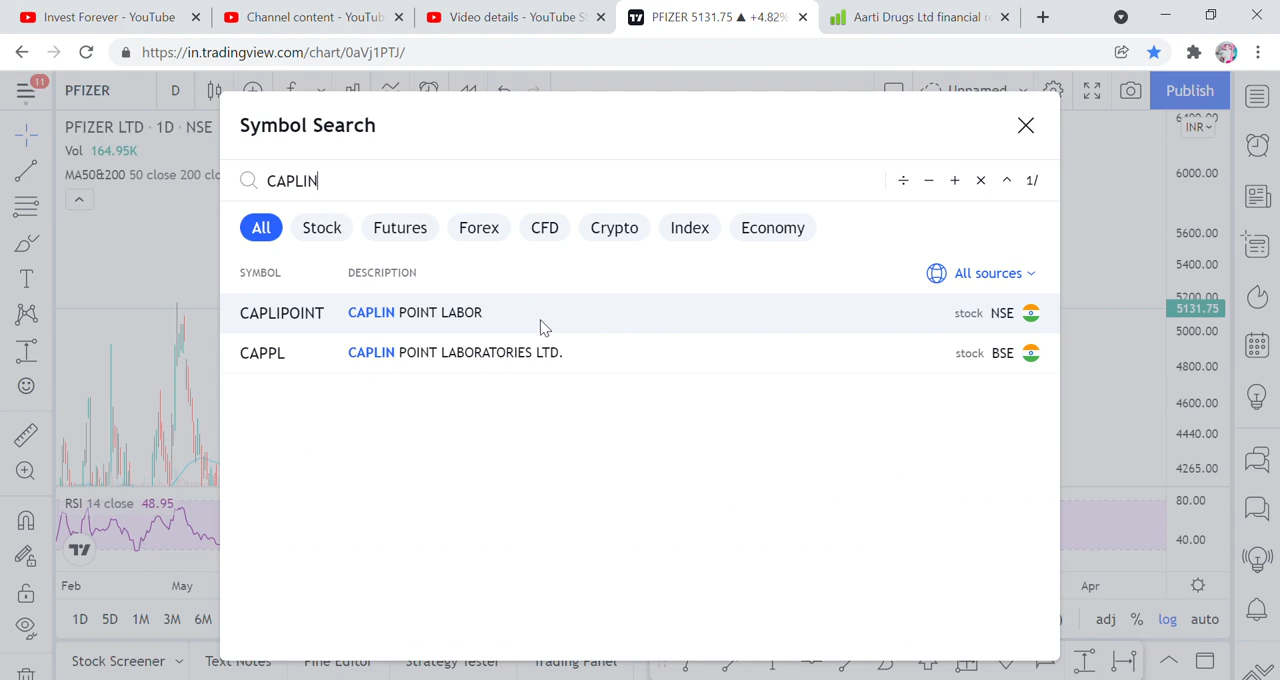 Invest Forever - YouTube
Channel content - YouTub
Video details - YouTube S
PFIZER 5131.75 ▲ +4.82%
Aarti Drugs Ltd financial r
https://in.tradingview.com/chart/0aVj1PTJ/
11
PFIZER
D
Unnamed
Publish
PFIZER LTD · 1D · NSE
Vol 164.95K
MA50&200 50 close 200 clo
INR
Symbol Search
CAPLIN
÷ − + × ^ 1/
All Stock Futures Forex CFD Crypto Index Economy
SYMBOL DESCRIPTION All sources
CAPLIPOINT CAPLIN POINT LABOR stock NSE
CAPPL CAPLIN POINT LABORATORIES LTD. stock BSE
6000.00
5600.00
5400.00
5200.00
5131.75
5000.00
4800.00
4600.00
4440.00
4265.00
RSI 14 close 48.95
80.00
40.00
Feb May Apr
1D 5D 1M 3M 6M
adj % log auto
Stock Screener Text Notes Pine Editor Strategy Tester Trading Panel